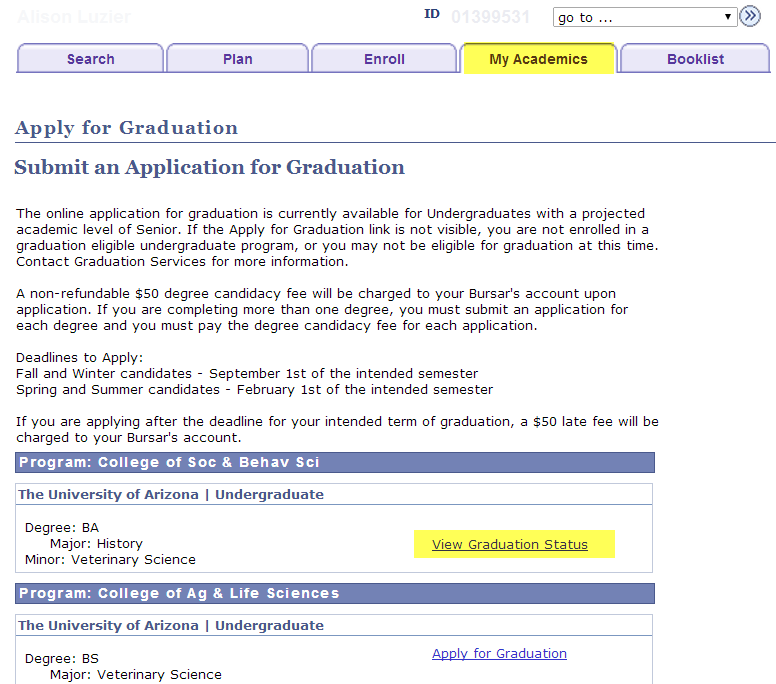 Alison Luzier ID 01399531 go to ...
Search Plan Enroll My Academics Booklist
Apply for Graduation
Submit an Application for Graduation
The online application for graduation is currently available for Undergraduates with a projected
academic level of Senior. If the Apply for Graduation link is not visible, you are not enrolled in a
graduation eligible undergraduate program, or you may not be eligible for graduation at this time.
Contact Graduation Services for more information.
A non-refundable $50 degree candidacy fee will be charged to your Bursar's account upon
application. If you are completing more than one degree, you must submit an application for
each degree and you must pay the degree candidacy fee for each application.
Deadlines to Apply:
Fall and Winter candidates - September 1st of the intended semester
Spring and Summer candidates - February 1st of the intended semester
If you are applying after the deadline for your intended term of graduation, a $50 late fee will be
charged to your Bursar's account.
Program: College of Soc & Behav Sci
The University of Arizona | Undergraduate
Degree: BA
Major: History View Graduation Status
Minor: Veterinary Science
Program: College of Ag & Life Sciences
The University of Arizona | Undergraduate
Degree: BS Apply for Graduation
Major: Veterinary Science